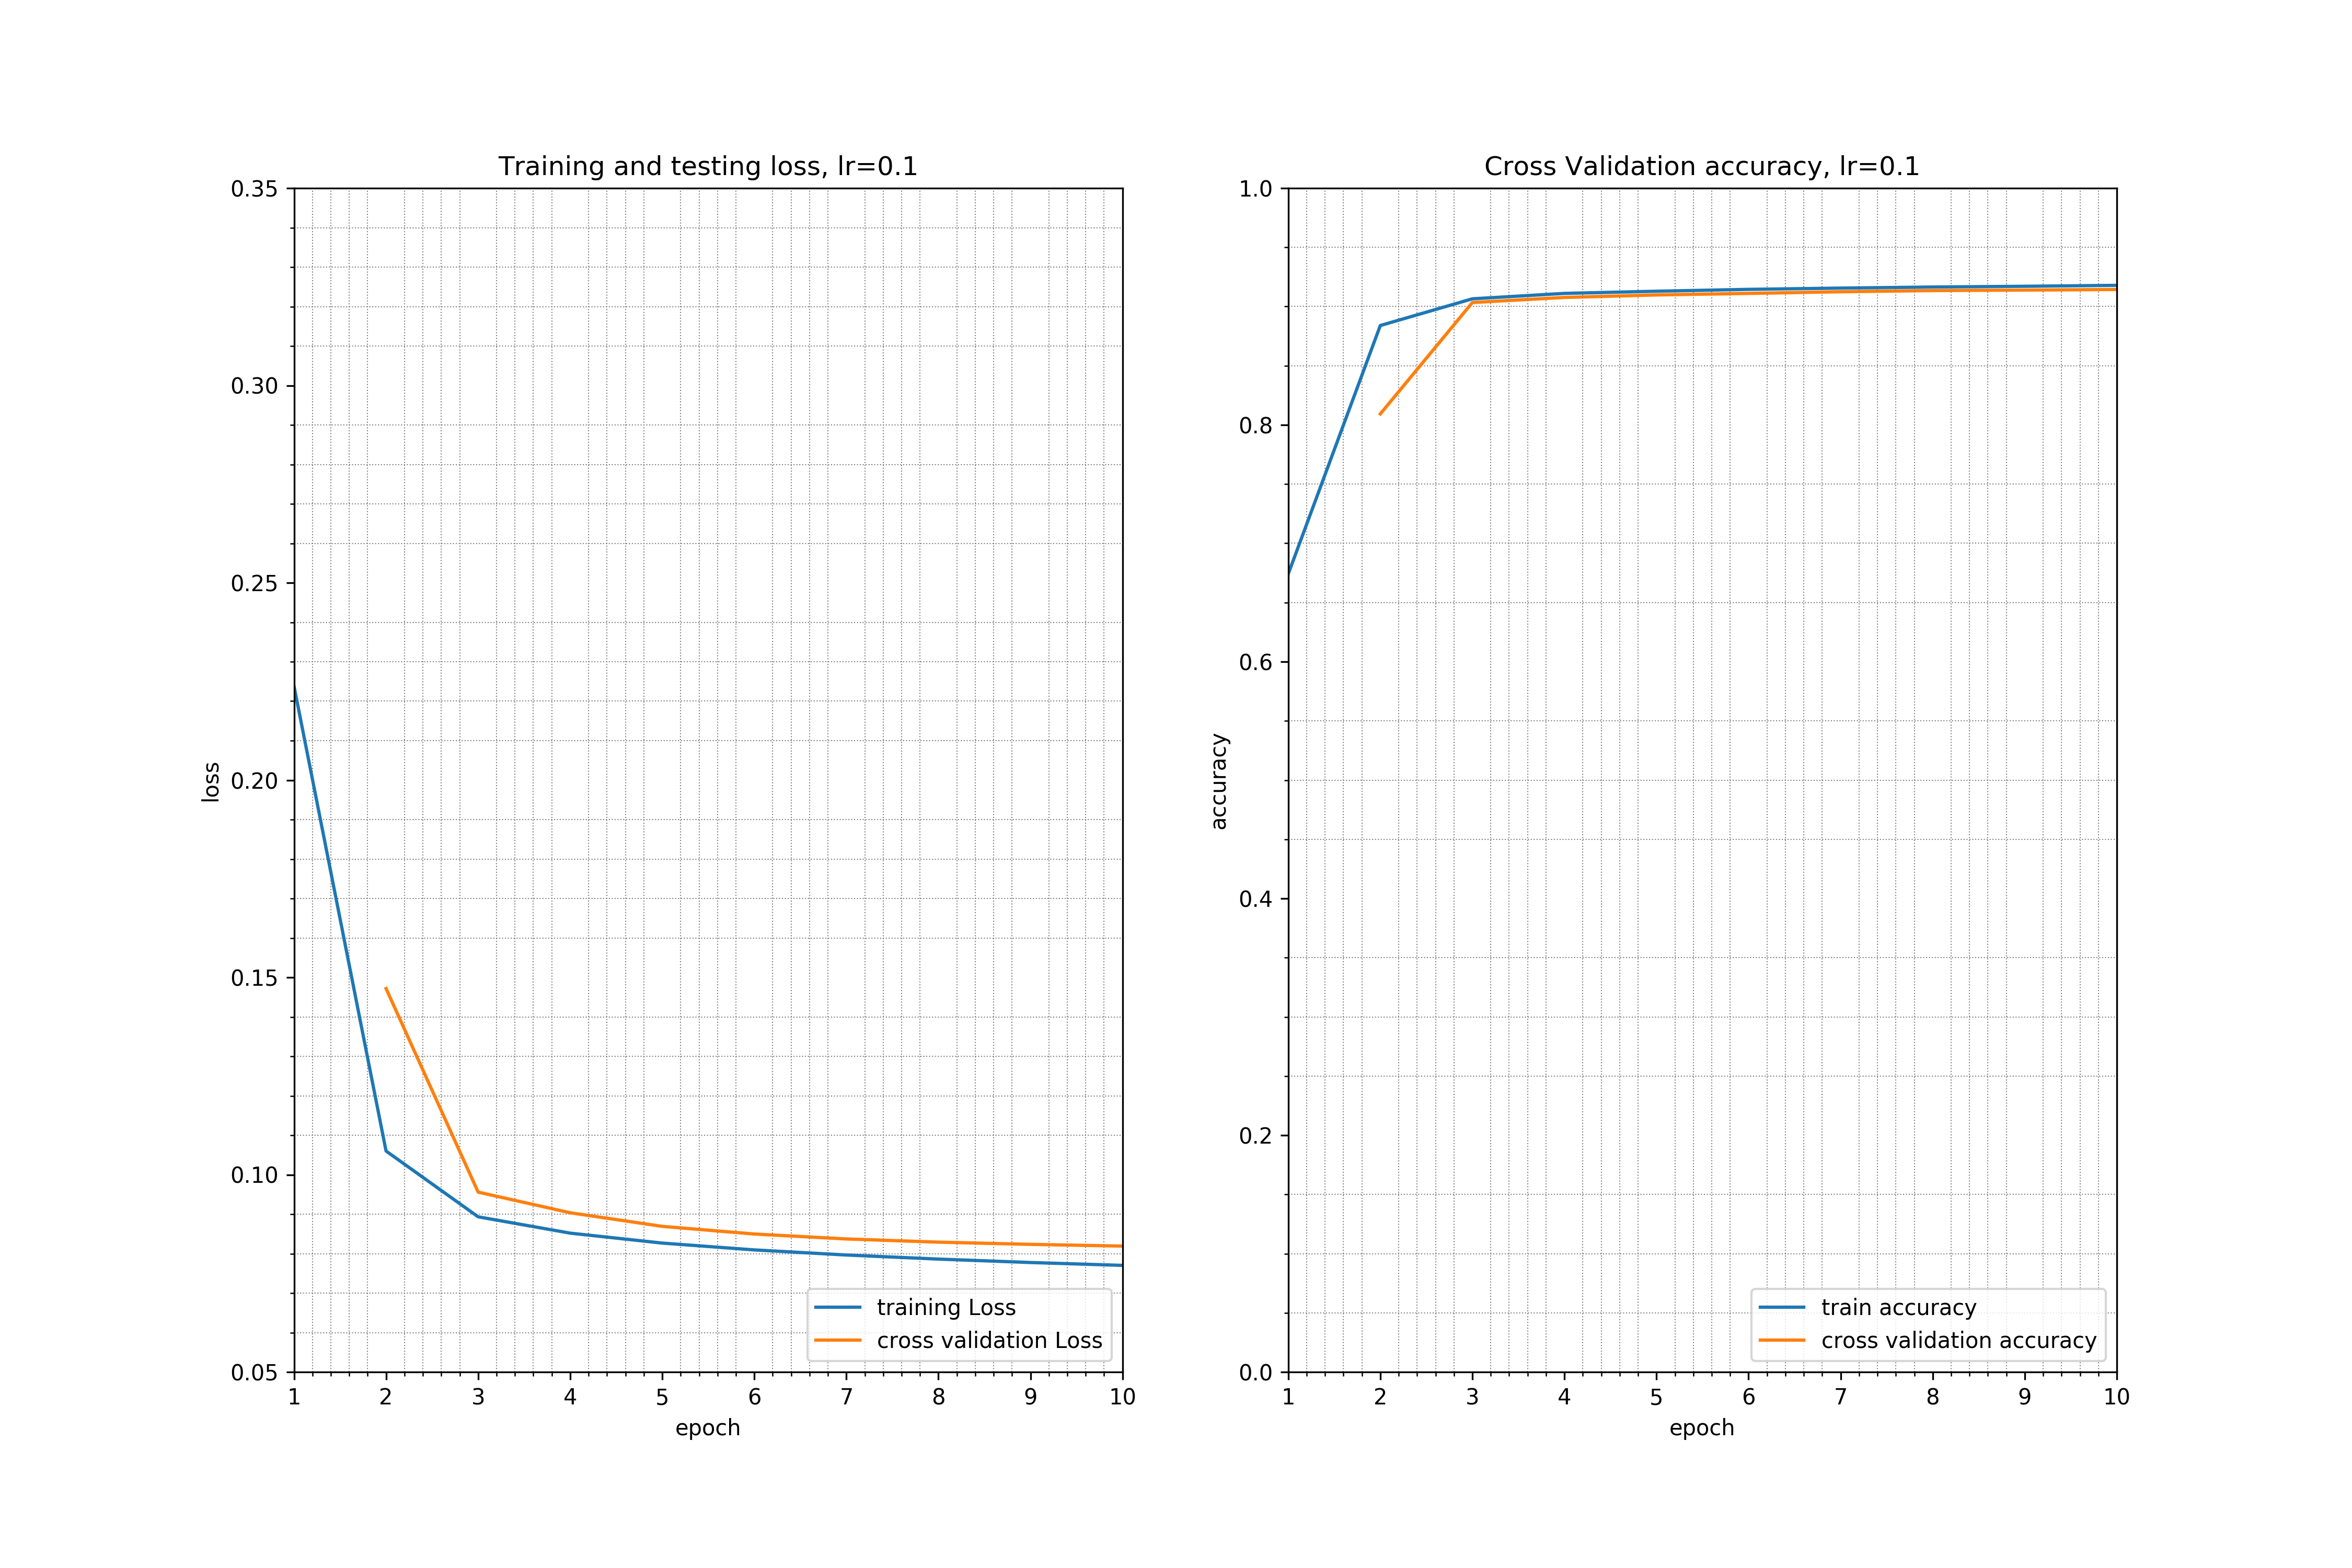 Training and testing loss, lr=0.1
0.35
0.30
0.25
0.20
0.15
0.10
0.05
loss
1 2 3 4 5 6 7 8 9 10
epoch
training Loss
cross validation Loss
Cross Validation accuracy, lr=0.1
1.0
0.8
0.6
0.4
0.2
0.0
accuracy
1 2 3 4 5 6 7 8 9 10
epoch
train accuracy
cross validation accuracy